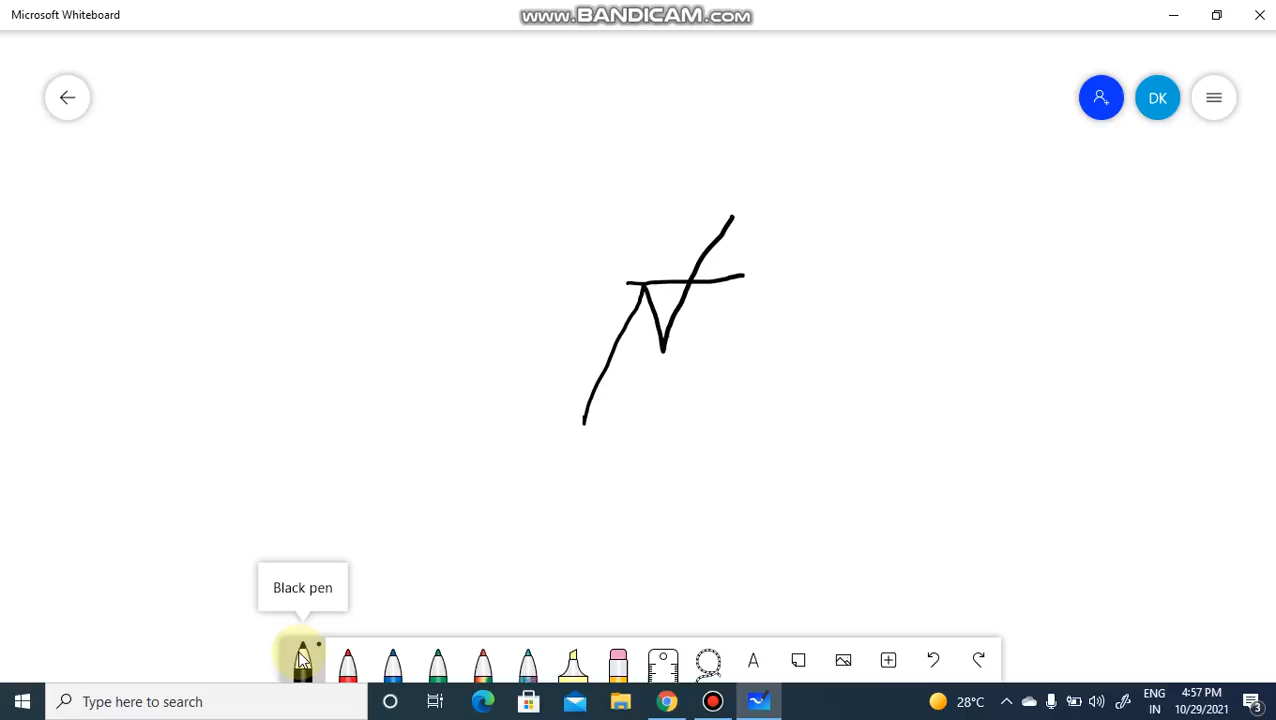 Microsoft Whiteboard
www.BANDICAM.com
DK
Black pen
A
Type here to search
28°C
ENG
IN
4:57 PM
10/29/2021
3